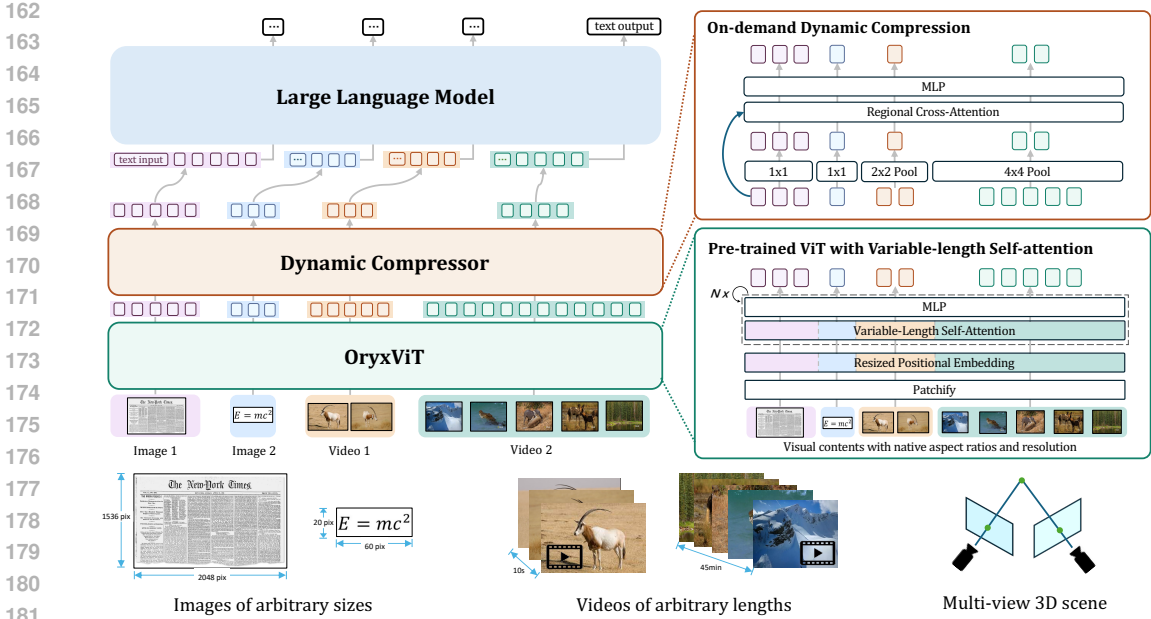 162
163
164
165
166
167
168
169
170
171
172
173
174
175
176
177
178
179
180
181
... ... ... text output
Large Language Model
text input ... ... ...
Dynamic Compressor
OryxViT
The New-York Times
E = mc²
Image 1 Image 2 Video 1 Video 2
On-demand Dynamic Compression
MLP
Regional Cross-Attention
1x1 1x1 2x2 Pool 4x4 Pool
Pre-trained ViT with Variable-length Self-attention
N x
MLP
Variable-Length Self-Attention
Resized Positional Embedding
Patchify
E = mc²
Visual contents with native aspect ratios and resolution
The New-York Times
1536 pix
2048 pix
20 pix
E = mc²
60 pix
10s
45min
Images of arbitrary sizes
Videos of arbitrary lengths
Multi-view 3D scene